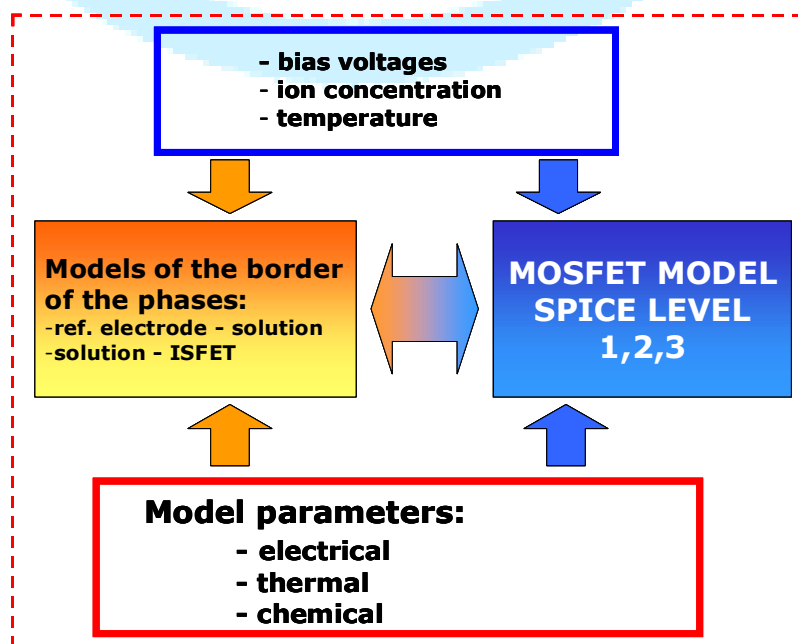 - bias voltages
- ion concentration
- temperature
Models of the border
of the phases:
-ref. electrode - solution
-solution - ISFET
MOSFET MODEL
SPICE LEVEL
1,2,3
Model parameters:
- electrical
- thermal
- chemical